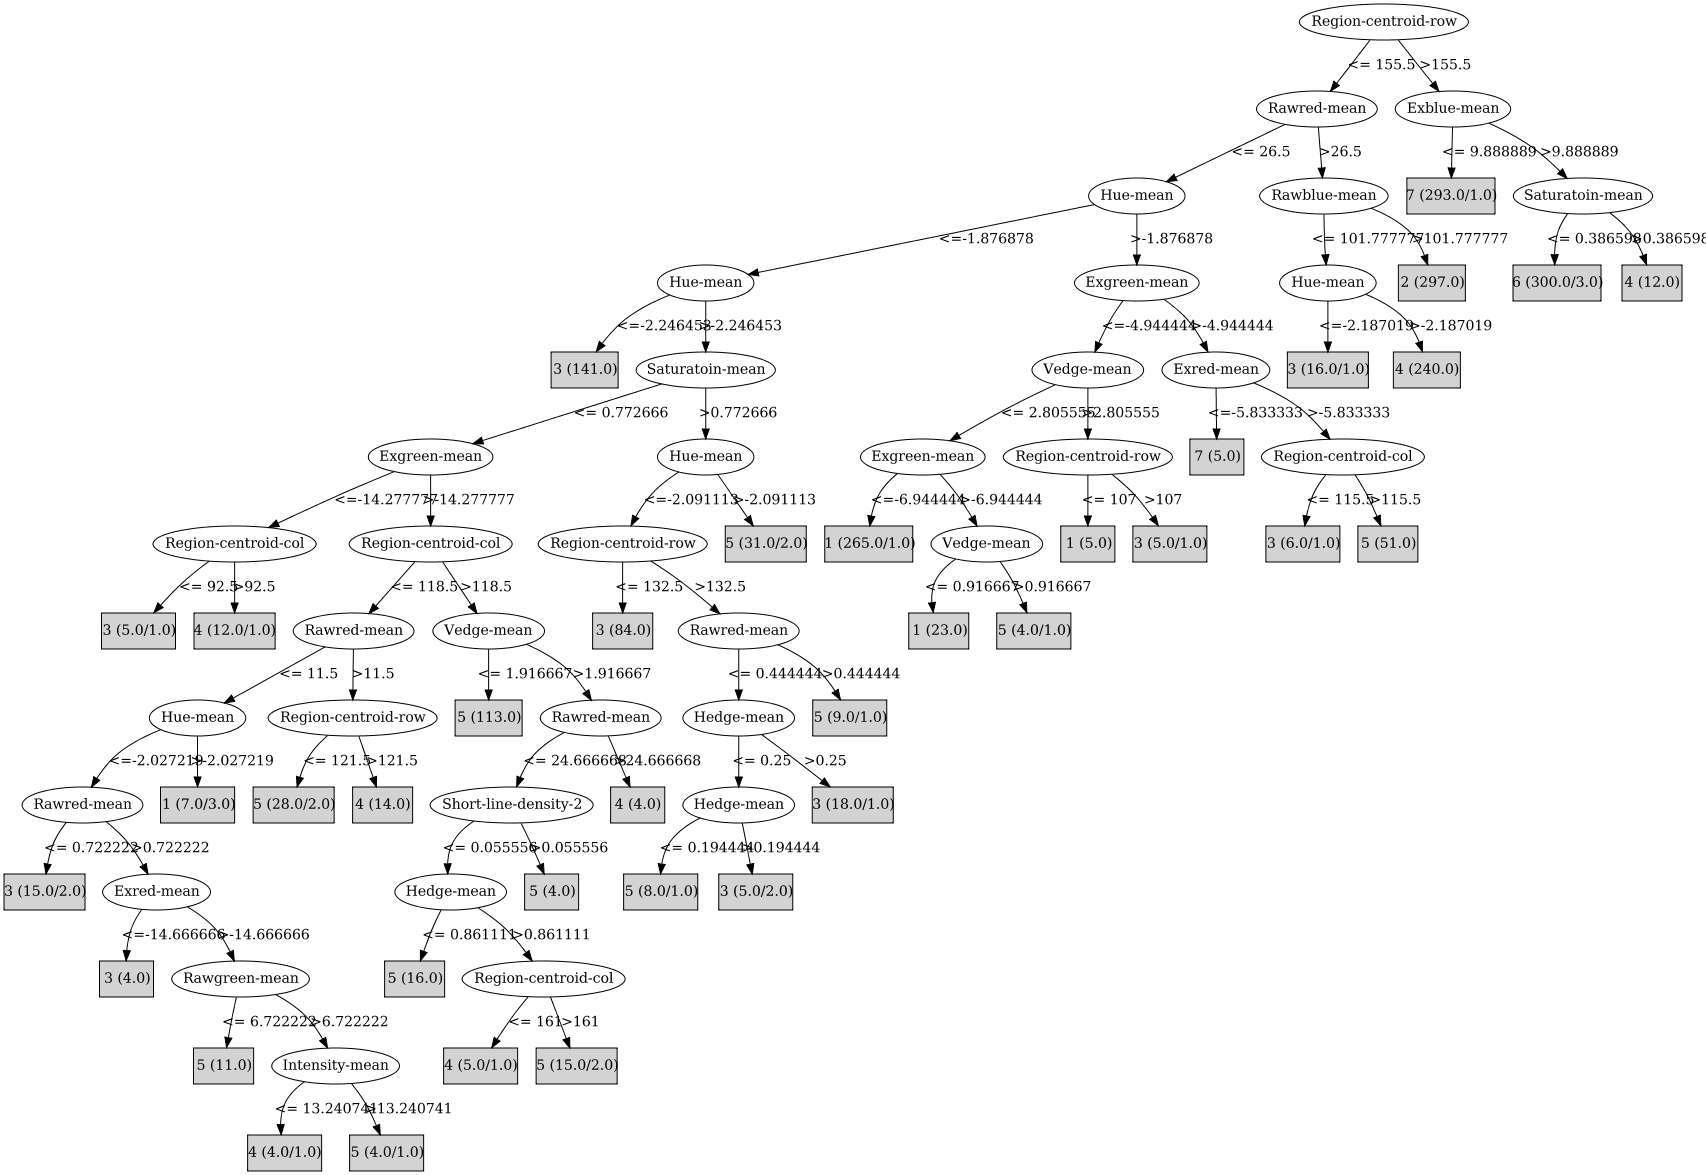 Region-centroid-row
<= 155.5 >155.5
Rawred-mean Exblue-mean
<= 26.5 >26.5 <= 9.888889 >9.888889
Hue-mean Rawblue-mean 7 (293.0/1.0) Saturatoin-mean
<=-1.876878 >-1.876878 <= 101.777777 >101.777777 <= 0.386598 >0.386598
Hue-mean Exgreen-mean Hue-mean 2 (297.0) 6 (300.0/3.0) 4 (12.0)
<=-2.246453 >-2.246453 <=-4.944444 >-4.944444 <=-2.187019 >-2.187019
3 (141.0) Saturatoin-mean Vedge-mean Exred-mean 3 (16.0/1.0) 4 (240.0)
<= 0.772666 >0.772666 <= 2.805555 >2.805555 <=-5.833333 >-5.833333
Exgreen-mean Hue-mean Exgreen-mean Region-centroid-row 7 (5.0) Region-centroid-col
<=-14.277777 >-14.277777 <=-2.091113 >-2.091113 <=-6.944444 >-6.944444 <= 107 >107 <= 115.5 >115.5
Region-centroid-col Region-centroid-col Region-centroid-row 5 (31.0/2.0) 1 (265.0/1.0) Vedge-mean 1 (5.0) 3 (5.0/1.0) 3 (6.0/1.0) 5 (51.0)
<= 92.5 >92.5 <= 118.5 >118.5 <= 132.5 >132.5 <= 0.916667 >0.916667
3 (5.0/1.0) 4 (12.0/1.0) Rawred-mean Vedge-mean 3 (84.0) Rawred-mean 1 (23.0) 5 (4.0/1.0)
<= 11.5 >11.5 <= 1.916667 >1.916667 <= 0.444444 >0.444444
Hue-mean Region-centroid-row 5 (113.0) Rawred-mean Hedge-mean 5 (9.0/1.0)
<=-2.027219 >-2.027219 <= 121.5 >121.5 <= 24.666668 >24.666668 <= 0.25 >0.25
Rawred-mean 1 (7.0/3.0) 5 (28.0/2.0) 4 (14.0) Short-line-density-2 4 (4.0) Hedge-mean 3 (18.0/1.0)
<= 0.722222 >0.722222 <= 0.055556 >0.055556 <= 0.194444 >0.194444
3 (15.0/2.0) Exred-mean Hedge-mean 5 (4.0) 5 (8.0/1.0) 3 (5.0/2.0)
<=-14.666666 >-14.666666 <= 0.861111 >0.861111
3 (4.0) Rawgreen-mean 5 (16.0) Region-centroid-col
<= 6.722222 >6.722222 <= 161 >161
5 (11.0) Intensity-mean 4 (5.0/1.0) 5 (15.0/2.0)
<= 13.240741 >13.240741
4 (4.0/1.0) 5 (4.0/1.0)